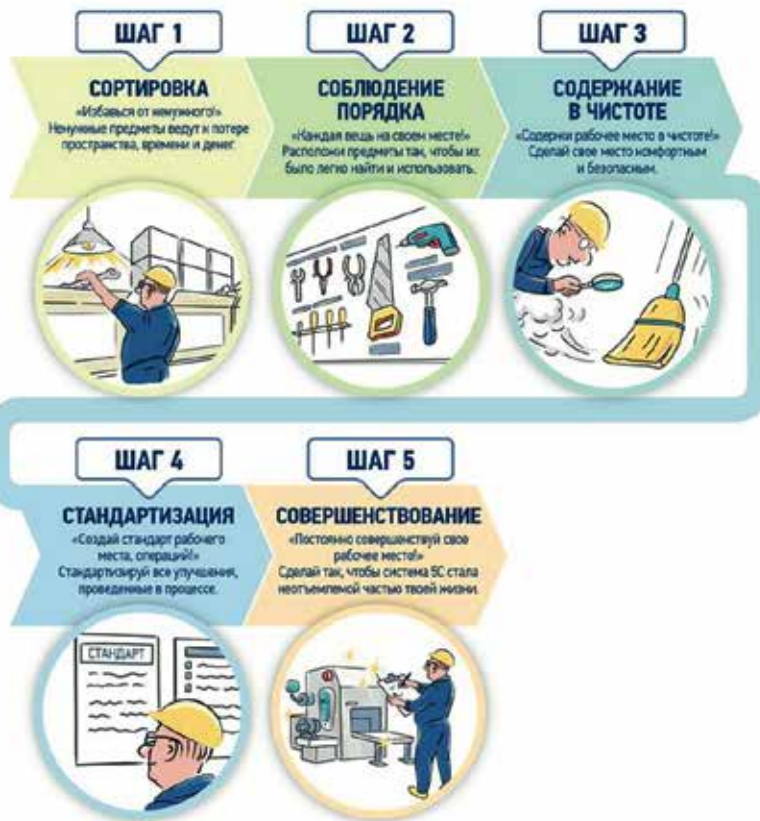 ШАГ 1
СОРТИРОВКА
«Избавься от ненужного!»
Ненужные предметы ведут к потере
пространства, времени и денег.
ШАГ 2
СОБЛЮДЕНИЕ
ПОРЯДКА
«Каждая вещь на своем месте!»
Расположи предметы так, чтобы их
было легко найти и использовать.
ШАГ 3
СОДЕРЖАНИЕ
В ЧИСТОТЕ
«Содержи рабочее место в чистоте!»
Сделай свое место комфортным
и безопасным.
ШАГ 4
СТАНДАРТИЗАЦИЯ
«Создай стандарт рабочего
места, операций!»
Стандартизируй все улучшения,
проведенные в процессе.
СТАНДАРТ
ШАГ 5
СОВЕРШЕНСТВОВАНИЕ
«Постоянно совершенствуй свое
рабочее место!»
Сделай так, чтобы система 5С стала
неотъемлемой частью твоей жизни.